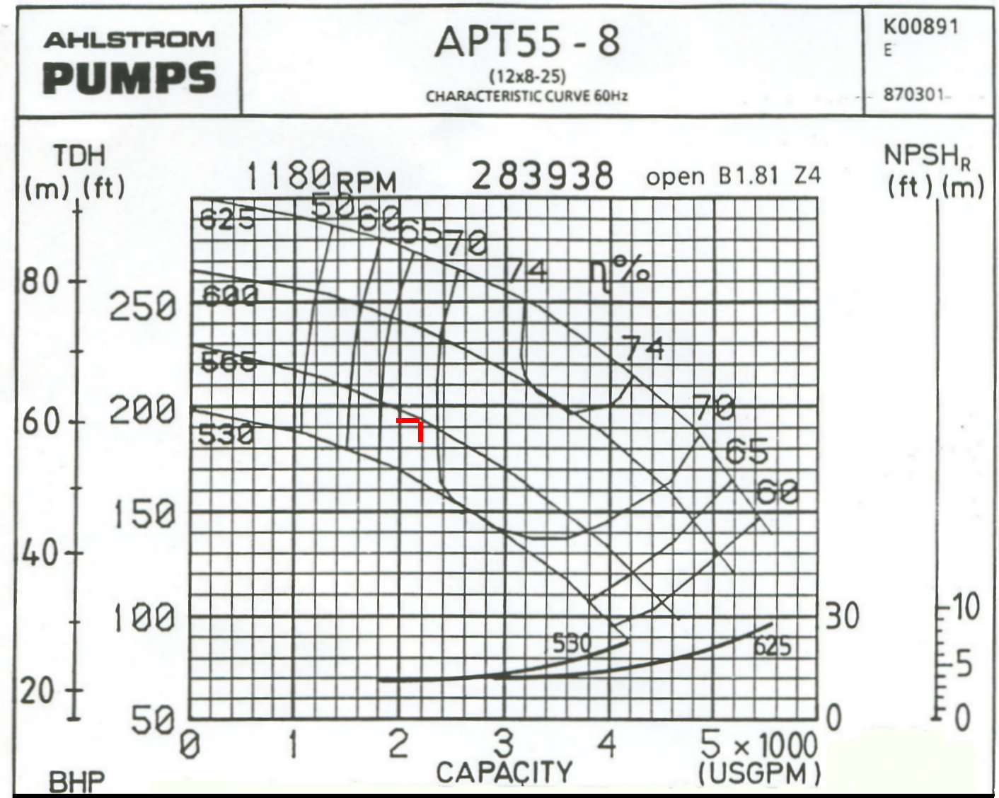 AHLSTROM
PUMPS
APT55 - 8
(12x8-25)
CHARACTERISTIC CURVE 60Hz
K00891
E
870301
TDH
(m) (ft)
1180 RPM 283938 open B1.81 Z4
NPSHR
(ft) (m)
625 50 60 65 70 74 η%
80
600
250
74
565
200
70
60
530
65
60
150
40
100
30
10
530
625
5
20
50
0
0
0 1 2 3 4 5 x 1000
CAPACITY (USGPM)
BHP